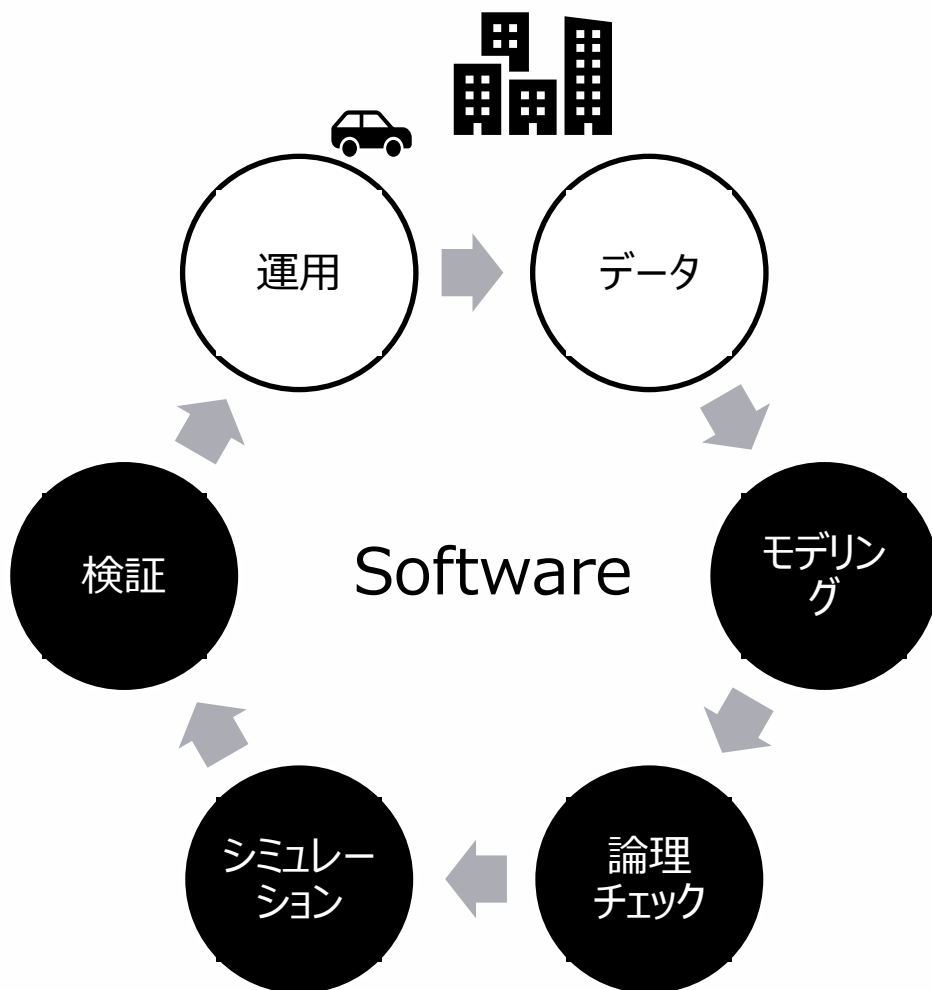 運用
データ
検証
Software
モデリン
グ
シミュレー
ション
論理
チェック